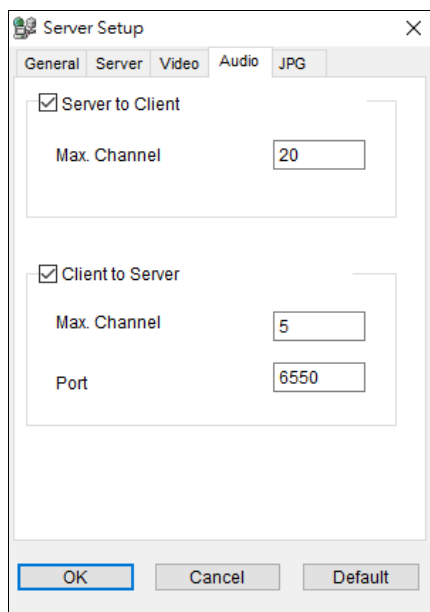 Server Setup
General Server Video Audio JPG
Server to Client
Max. Channel 20
Client to Server
Max. Channel 5
Port 6550
OK Cancel Default